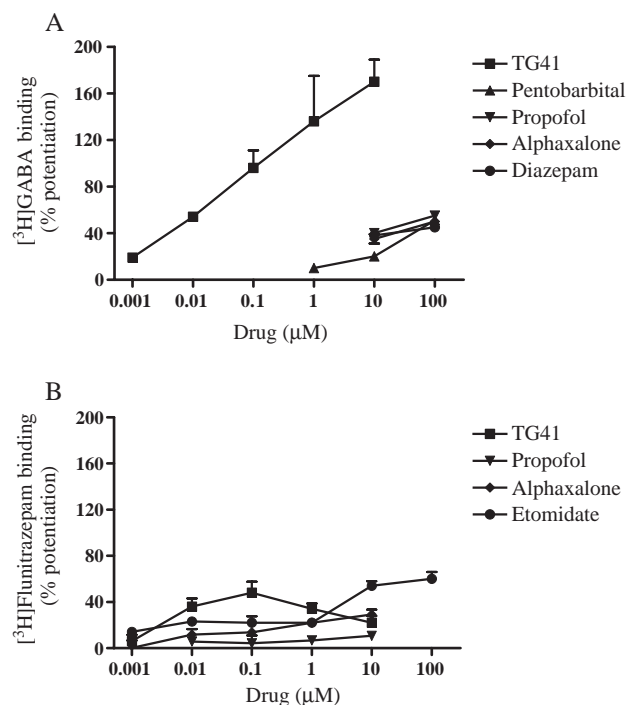 A
[³H]GABA binding
(% potentiation)
200
160
120
80
40
0
0.001 0.01 0.1 1 10 100
Drug (µM)
TG41
Pentobarbital
Propofol
Alphaxalone
Diazepam
B
[³H]Flunitrazepam binding
(% potentiation)
200
160
120
80
40
0
0.001 0.01 0.1 1 10 100
Drug (µM)
TG41
Propofol
Alphaxalone
Etomidate